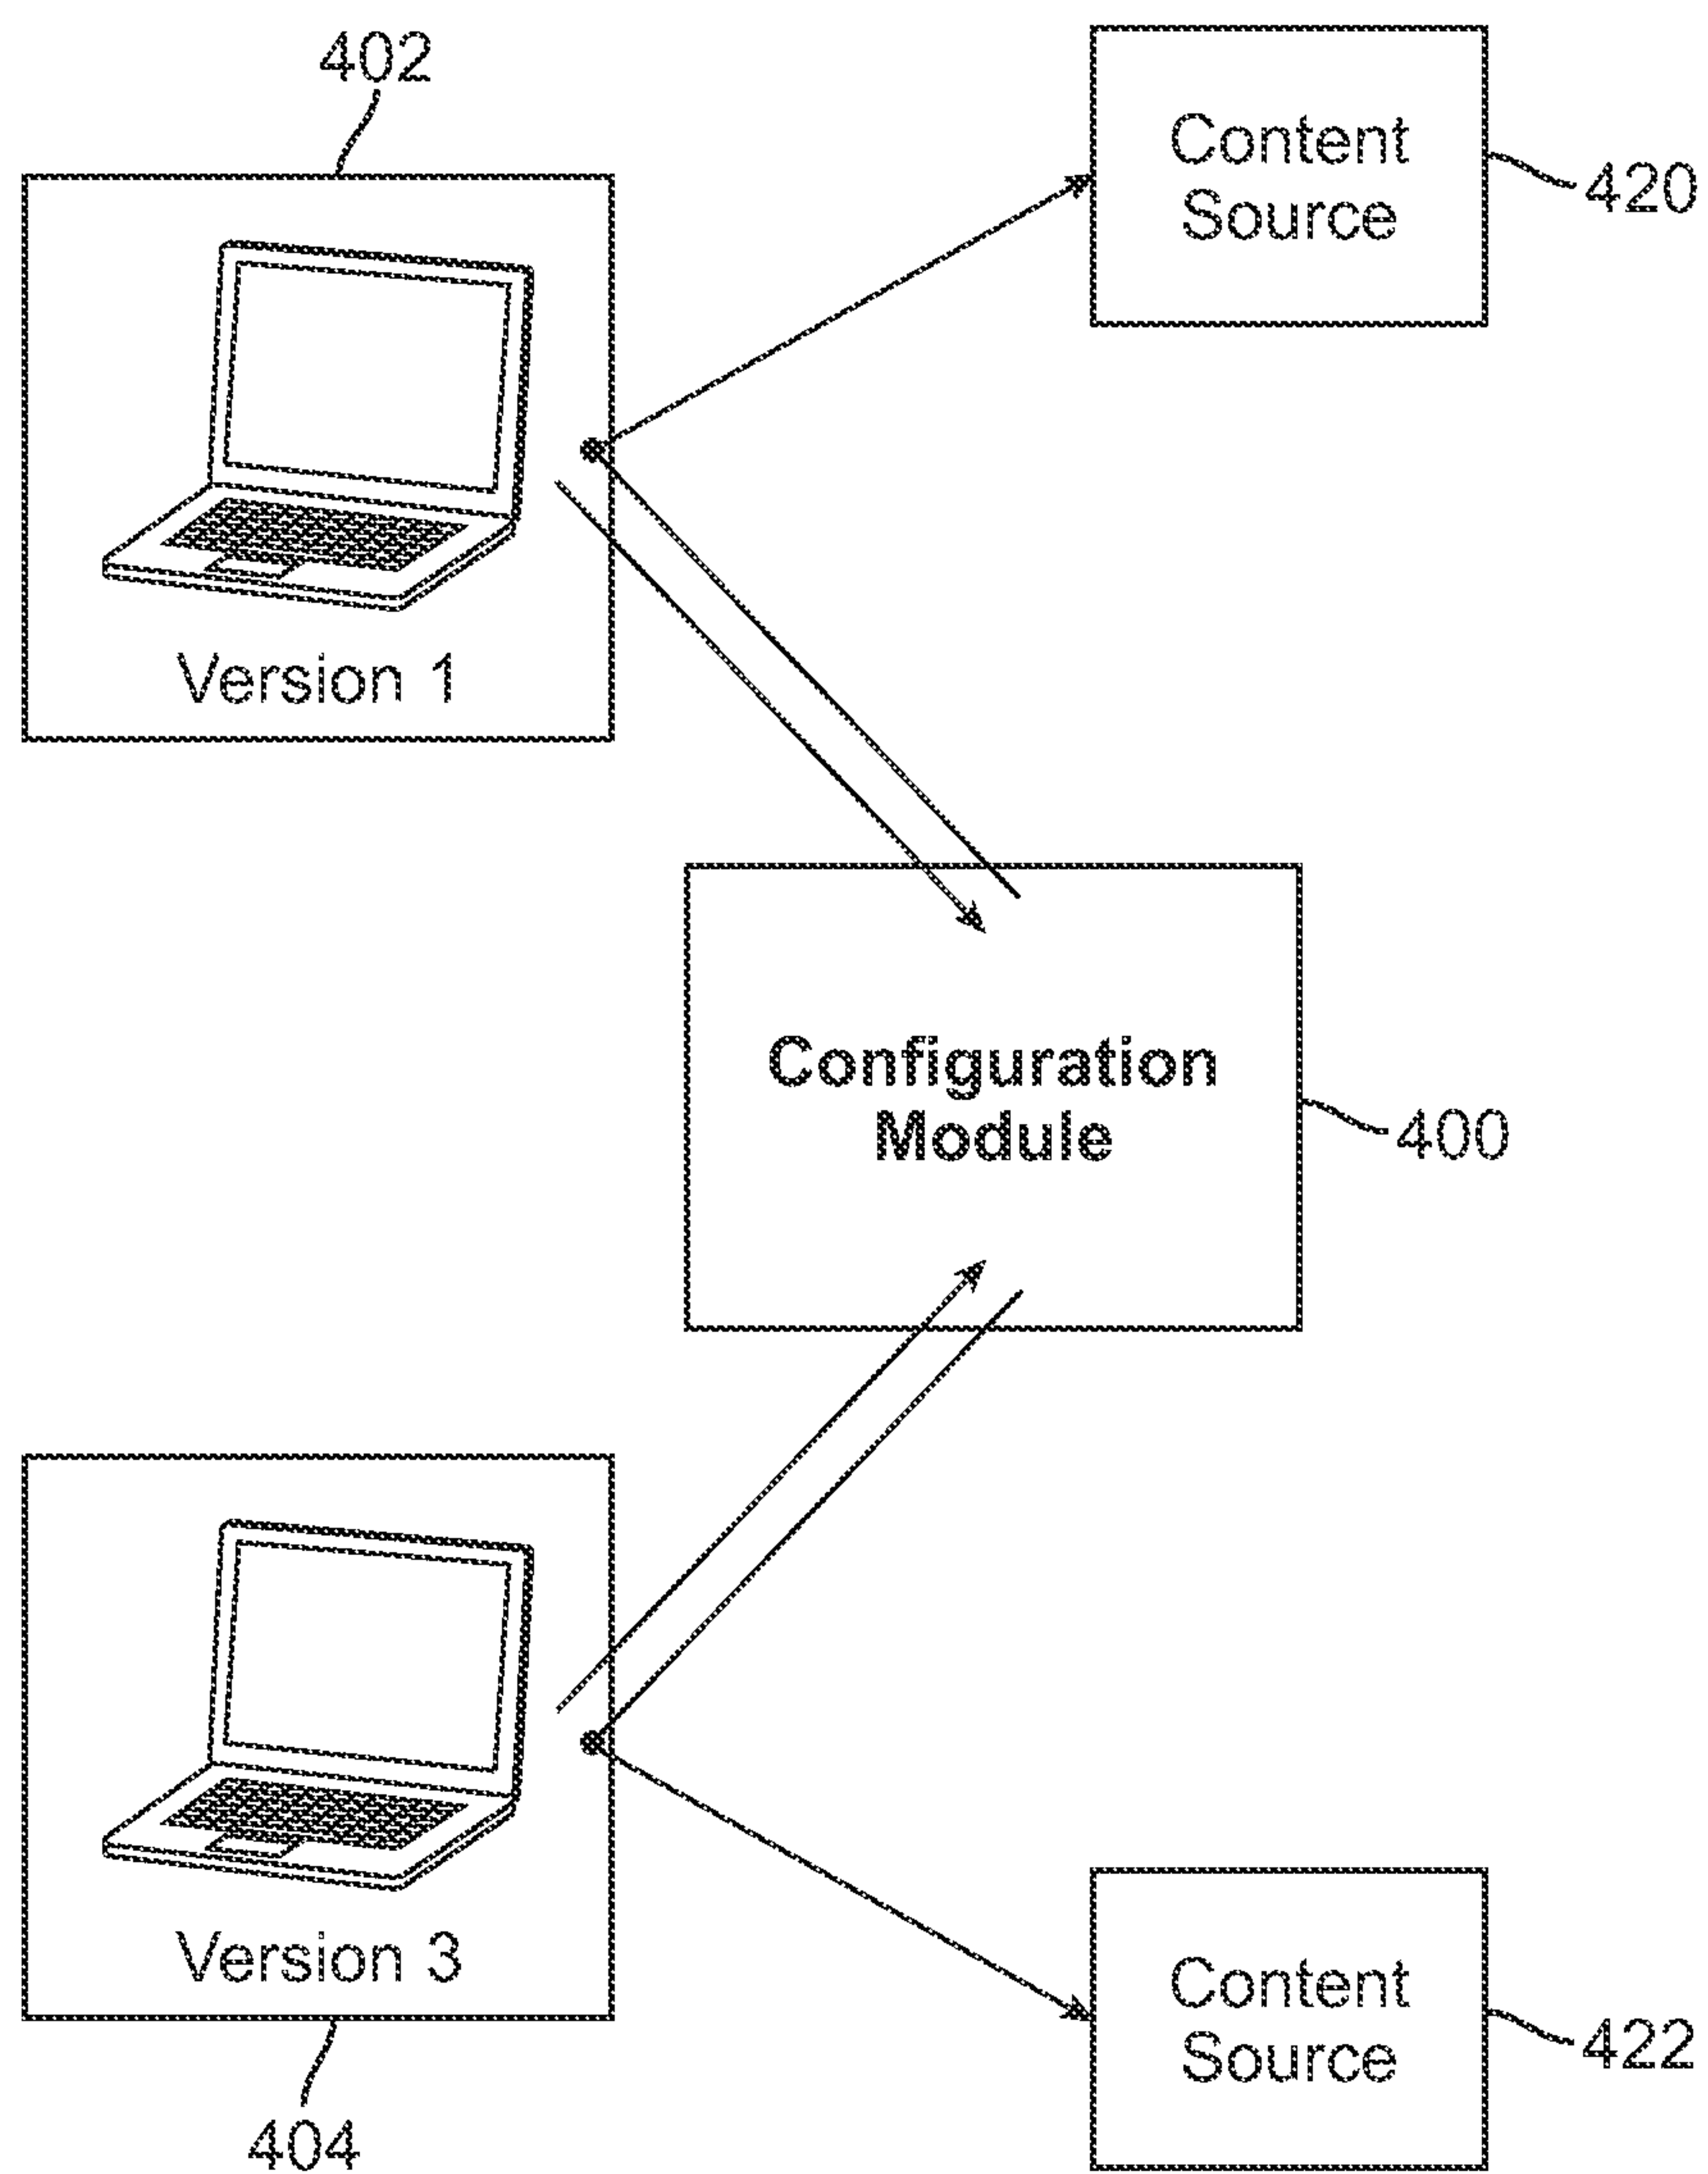 402
Content
Source
420
Version 1
Configuration
Module
400
Version 3
Content
Source
422
404